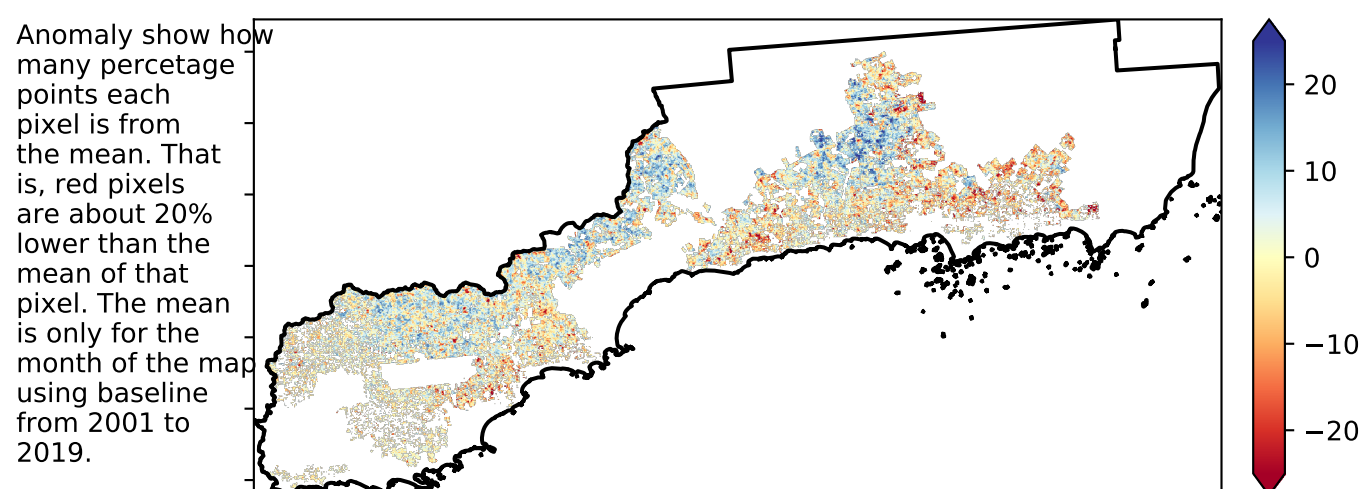 Anomaly show how
many percetage
points each
pixel is from
the mean. That
is, red pixels
are about 20%
lower than the
mean of that
pixel. The mean
is only for the
month of the map
using baseline
from 2001 to
2019.
20
10
0
−10
−20